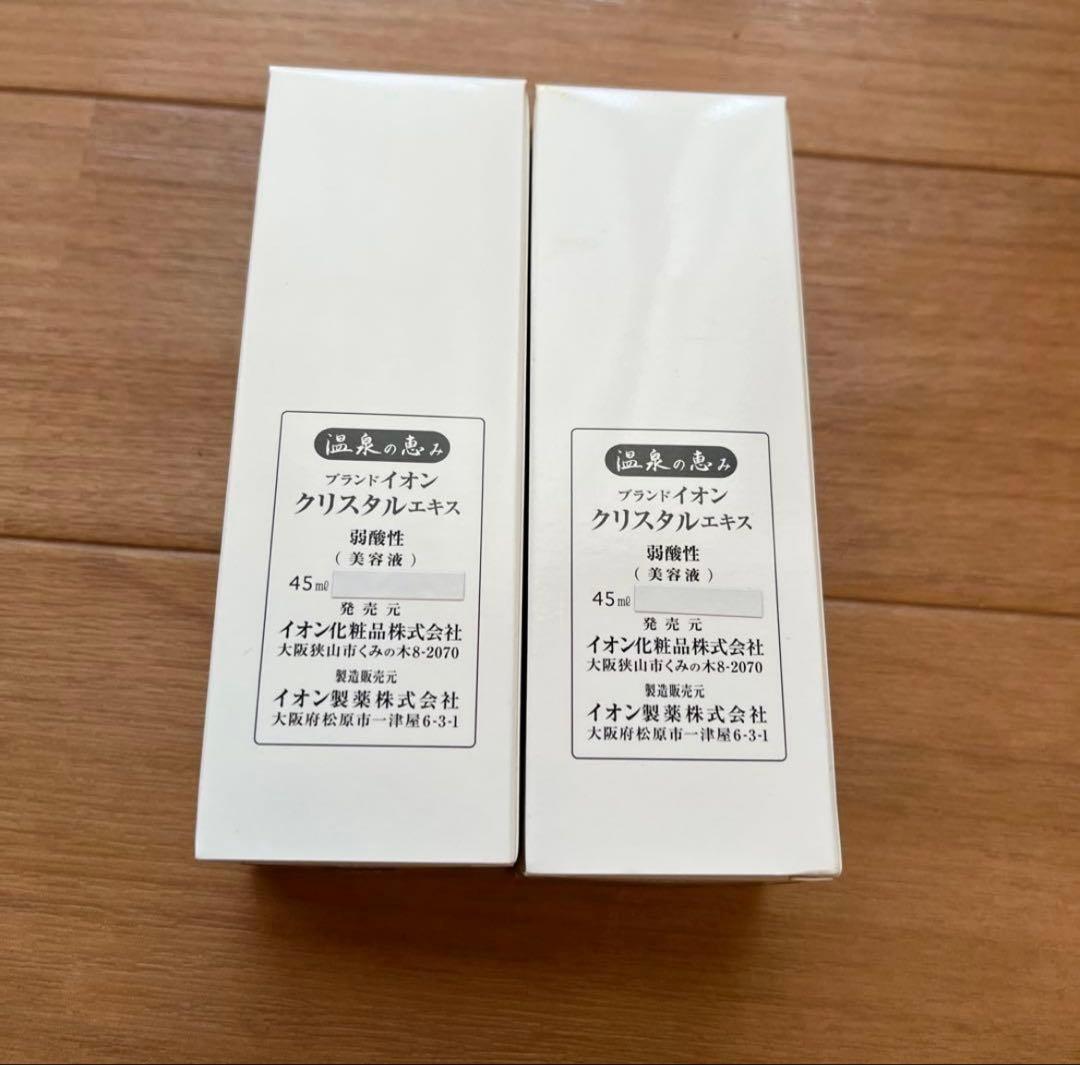 温泉の恵み
ブランドイオン
クリスタルエキス
弱酸性
(美容液)
45ml
発売元
イオン化粧品株式会社
大阪狭山市くみの木8-2070
製造販売元
イオン製薬株式会社
大阪府松原市一津屋6-3-1
温泉の恵み
ブランドイオン
クリスタルエキス
弱酸性
(美容液)
45ml
発売元
イオン化粧品株式会社
大阪狭山市くみの木8-2070
製造販売元
イオン製薬株式会社
大阪府松原市一津屋6-3-1